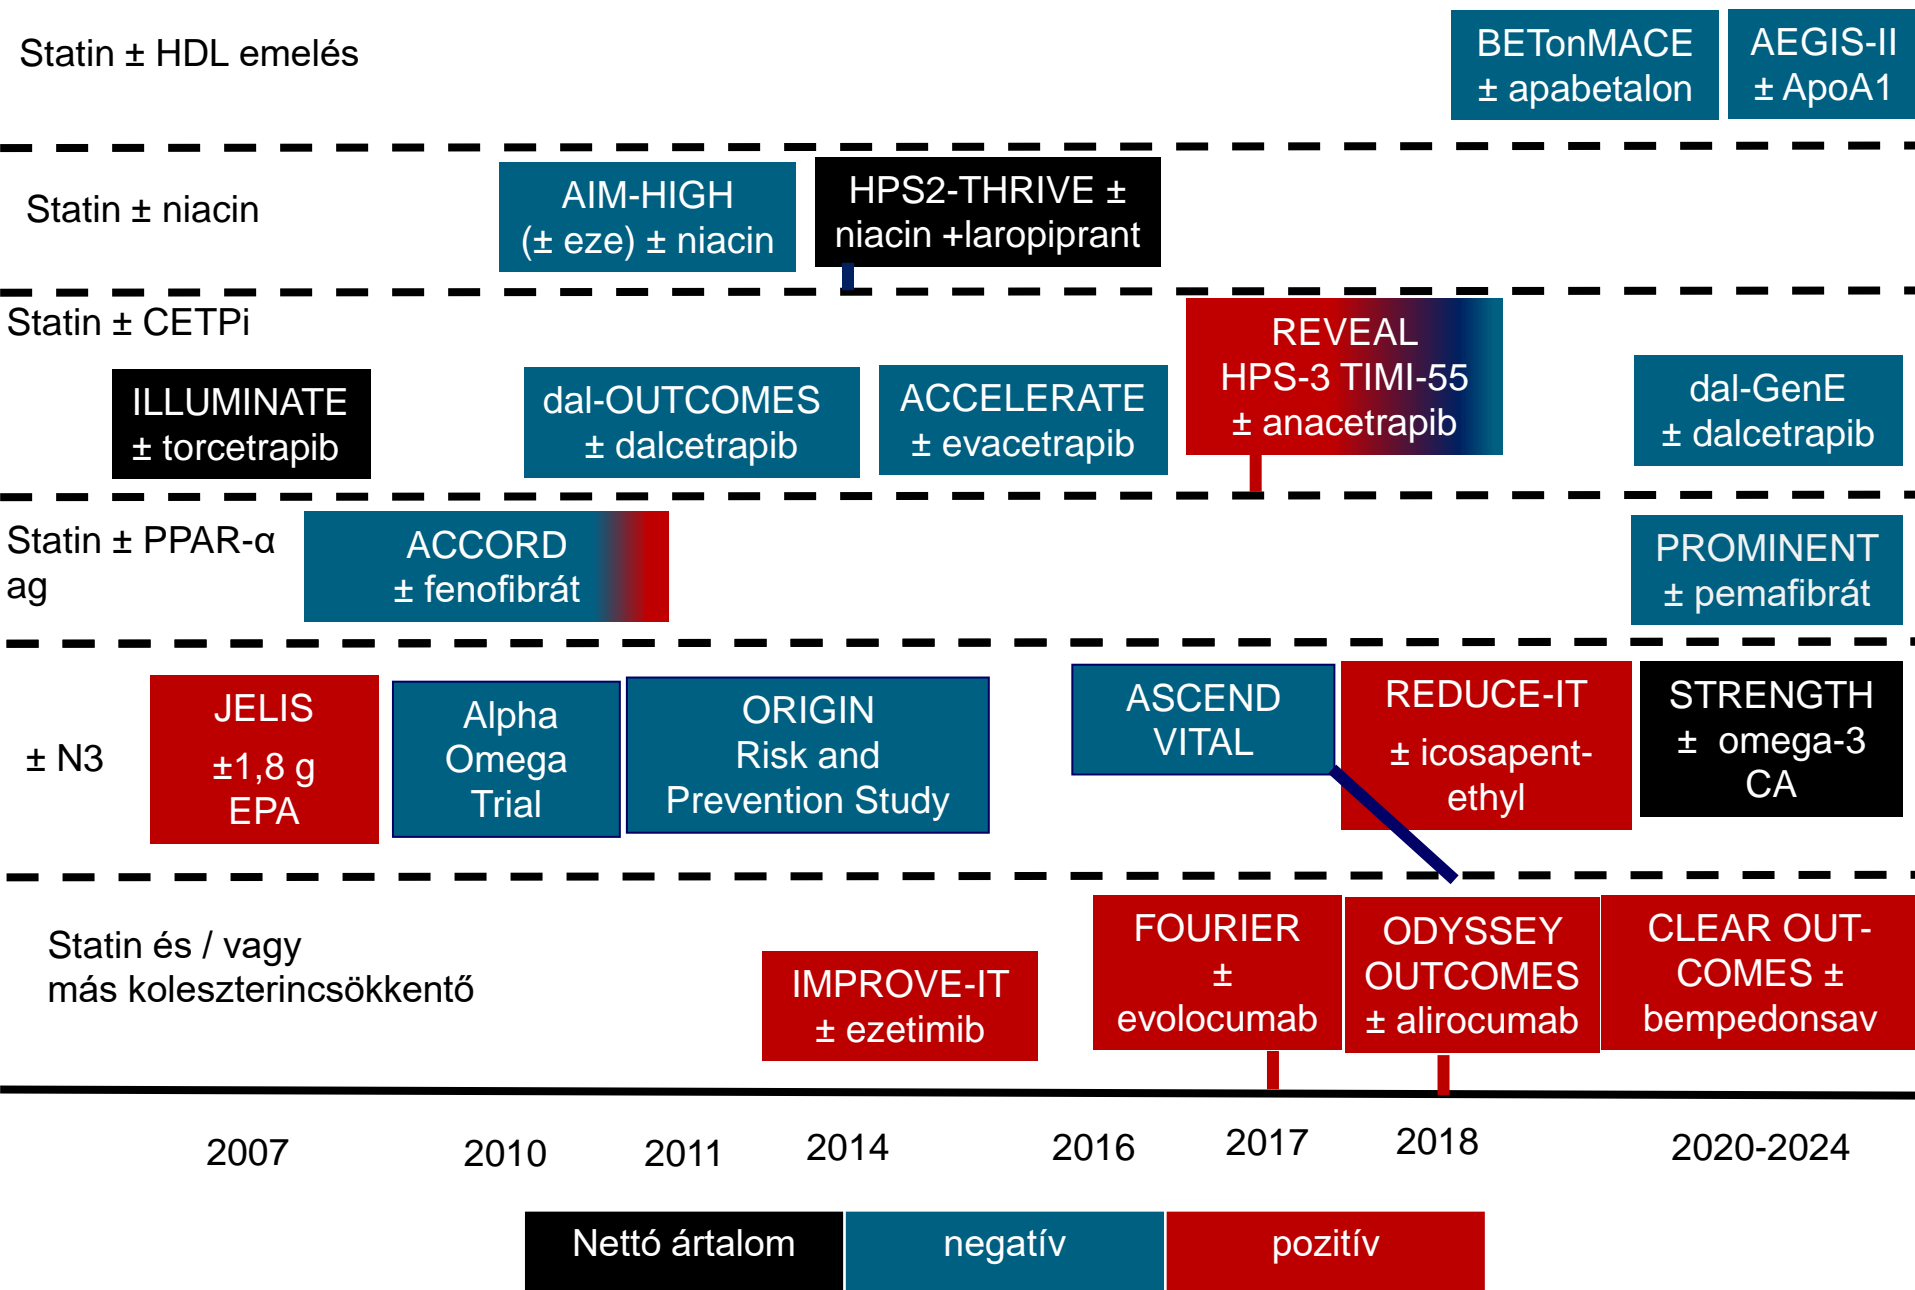 Statin ± HDL emelés
BETonMACE
± apabetalon
AEGIS-II
± ApoA1
Statin ± niacin
AIM-HIGH
(± eze) ± niacin
HPS2-THRIVE ±
niacin +laropiprant
Statin ± CETPi
ILLUMINATE
± torcetrapib
dal-OUTCOMES
± dalcetrapib
ACCELERATE
± evacetrapib
REVEAL
HPS-3 TIMI-55
± anacetrapib
dal-GenE
± dalcetrapib
Statin ± PPAR-α
ag
ACCORD
± fenofibrát
PROMINENT
± pemafibrát
± N3
JELIS
±1,8 g
EPA
Alpha
Omega
Trial
ORIGIN
Risk and
Prevention Study
ASCEND
VITAL
REDUCE-IT
± icosapent-
ethyl
STRENGTH
± omega-3
CA
Statin és / vagy
más koleszterincsökkentő
IMPROVE-IT
± ezetimib
FOURIER
±
evolocumab
ODYSSEY
OUTCOMES
± alirocumab
CLEAR OUT-
COMES ±
bempedonsav
2007
2010
2011
2014
2016
2017
2018
2020-2024
Nettó ártalom
negatív
pozitív